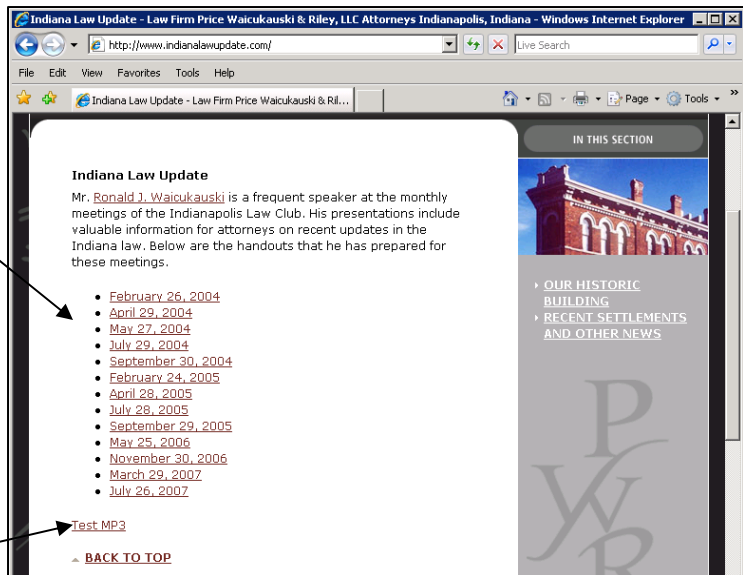 Indiana Law Update - Law Firm Price Waicukauski & Riley, LLC Attorneys Indianapolis, Indiana - Windows Internet Explorer
http://www.indianalawupdate.com/
Live Search
File Edit View Favorites Tools Help
Indiana Law Update - Law Firm Price Waicukauski & Ril...
Page Tools »
IN THIS SECTION
Indiana Law Update
Mr. Ronald J. Waicukauski is a frequent speaker at the monthly
meetings of the Indianapolis Law Club. His presentations include
valuable information for attorneys on recent updates in the
Indiana law. Below are the handouts that he has prepared for
these meetings.
• February 26, 2004
• April 29, 2004
• May 27, 2004
• July 29, 2004
• September 30, 2004
• February 24, 2005
• April 28, 2005
• July 28, 2005
• September 29, 2005
• May 25, 2006
• November 30, 2006
• March 29, 2007
• July 26, 2007
Test MP3
BACK TO TOP
OUR HISTORIC
BUILDING
RECENT SETTLEMENTS
AND OTHER NEWS
P
W
R